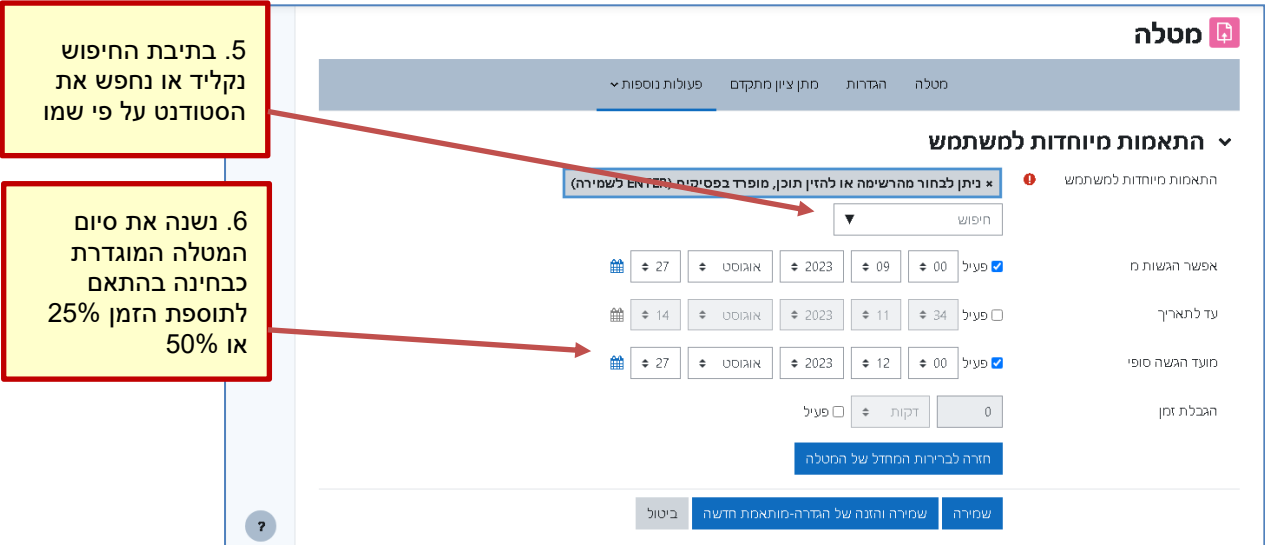 מטלה
מטלה הגדרות מתן ציון מתקדם פעולות נוספות
התאמות מיוחדות למשתמש
התאמות מיוחדות למשתמש
× ניתן לבחור מהרשימה או להזין תוכן, מופרד בפסיקים (ENTER לשמירה)
חיפוש ▼
אפשר הגשות מ פעיל 00 09 2023 אוגוסט 27
עד לתאריך פעיל 34 11 2023 אוגוסט 14
מועד הגשה סופי פעיל 00 12 2023 אוגוסט 27
הגבלת זמן 0 דקות פעיל
חזרה לברירות המחדל של המטלה
שמירה שמירה והזנה של הגדרה-מותאמת חדשה ביטול
?
5. בתיבת החיפוש
נקליד או נחפש את
הסטודנט על פי שמו
6. נשנה את סיום
המטלה המוגדרת
כבחינה בהתאם
לתוספת הזמן 25%
או 50%